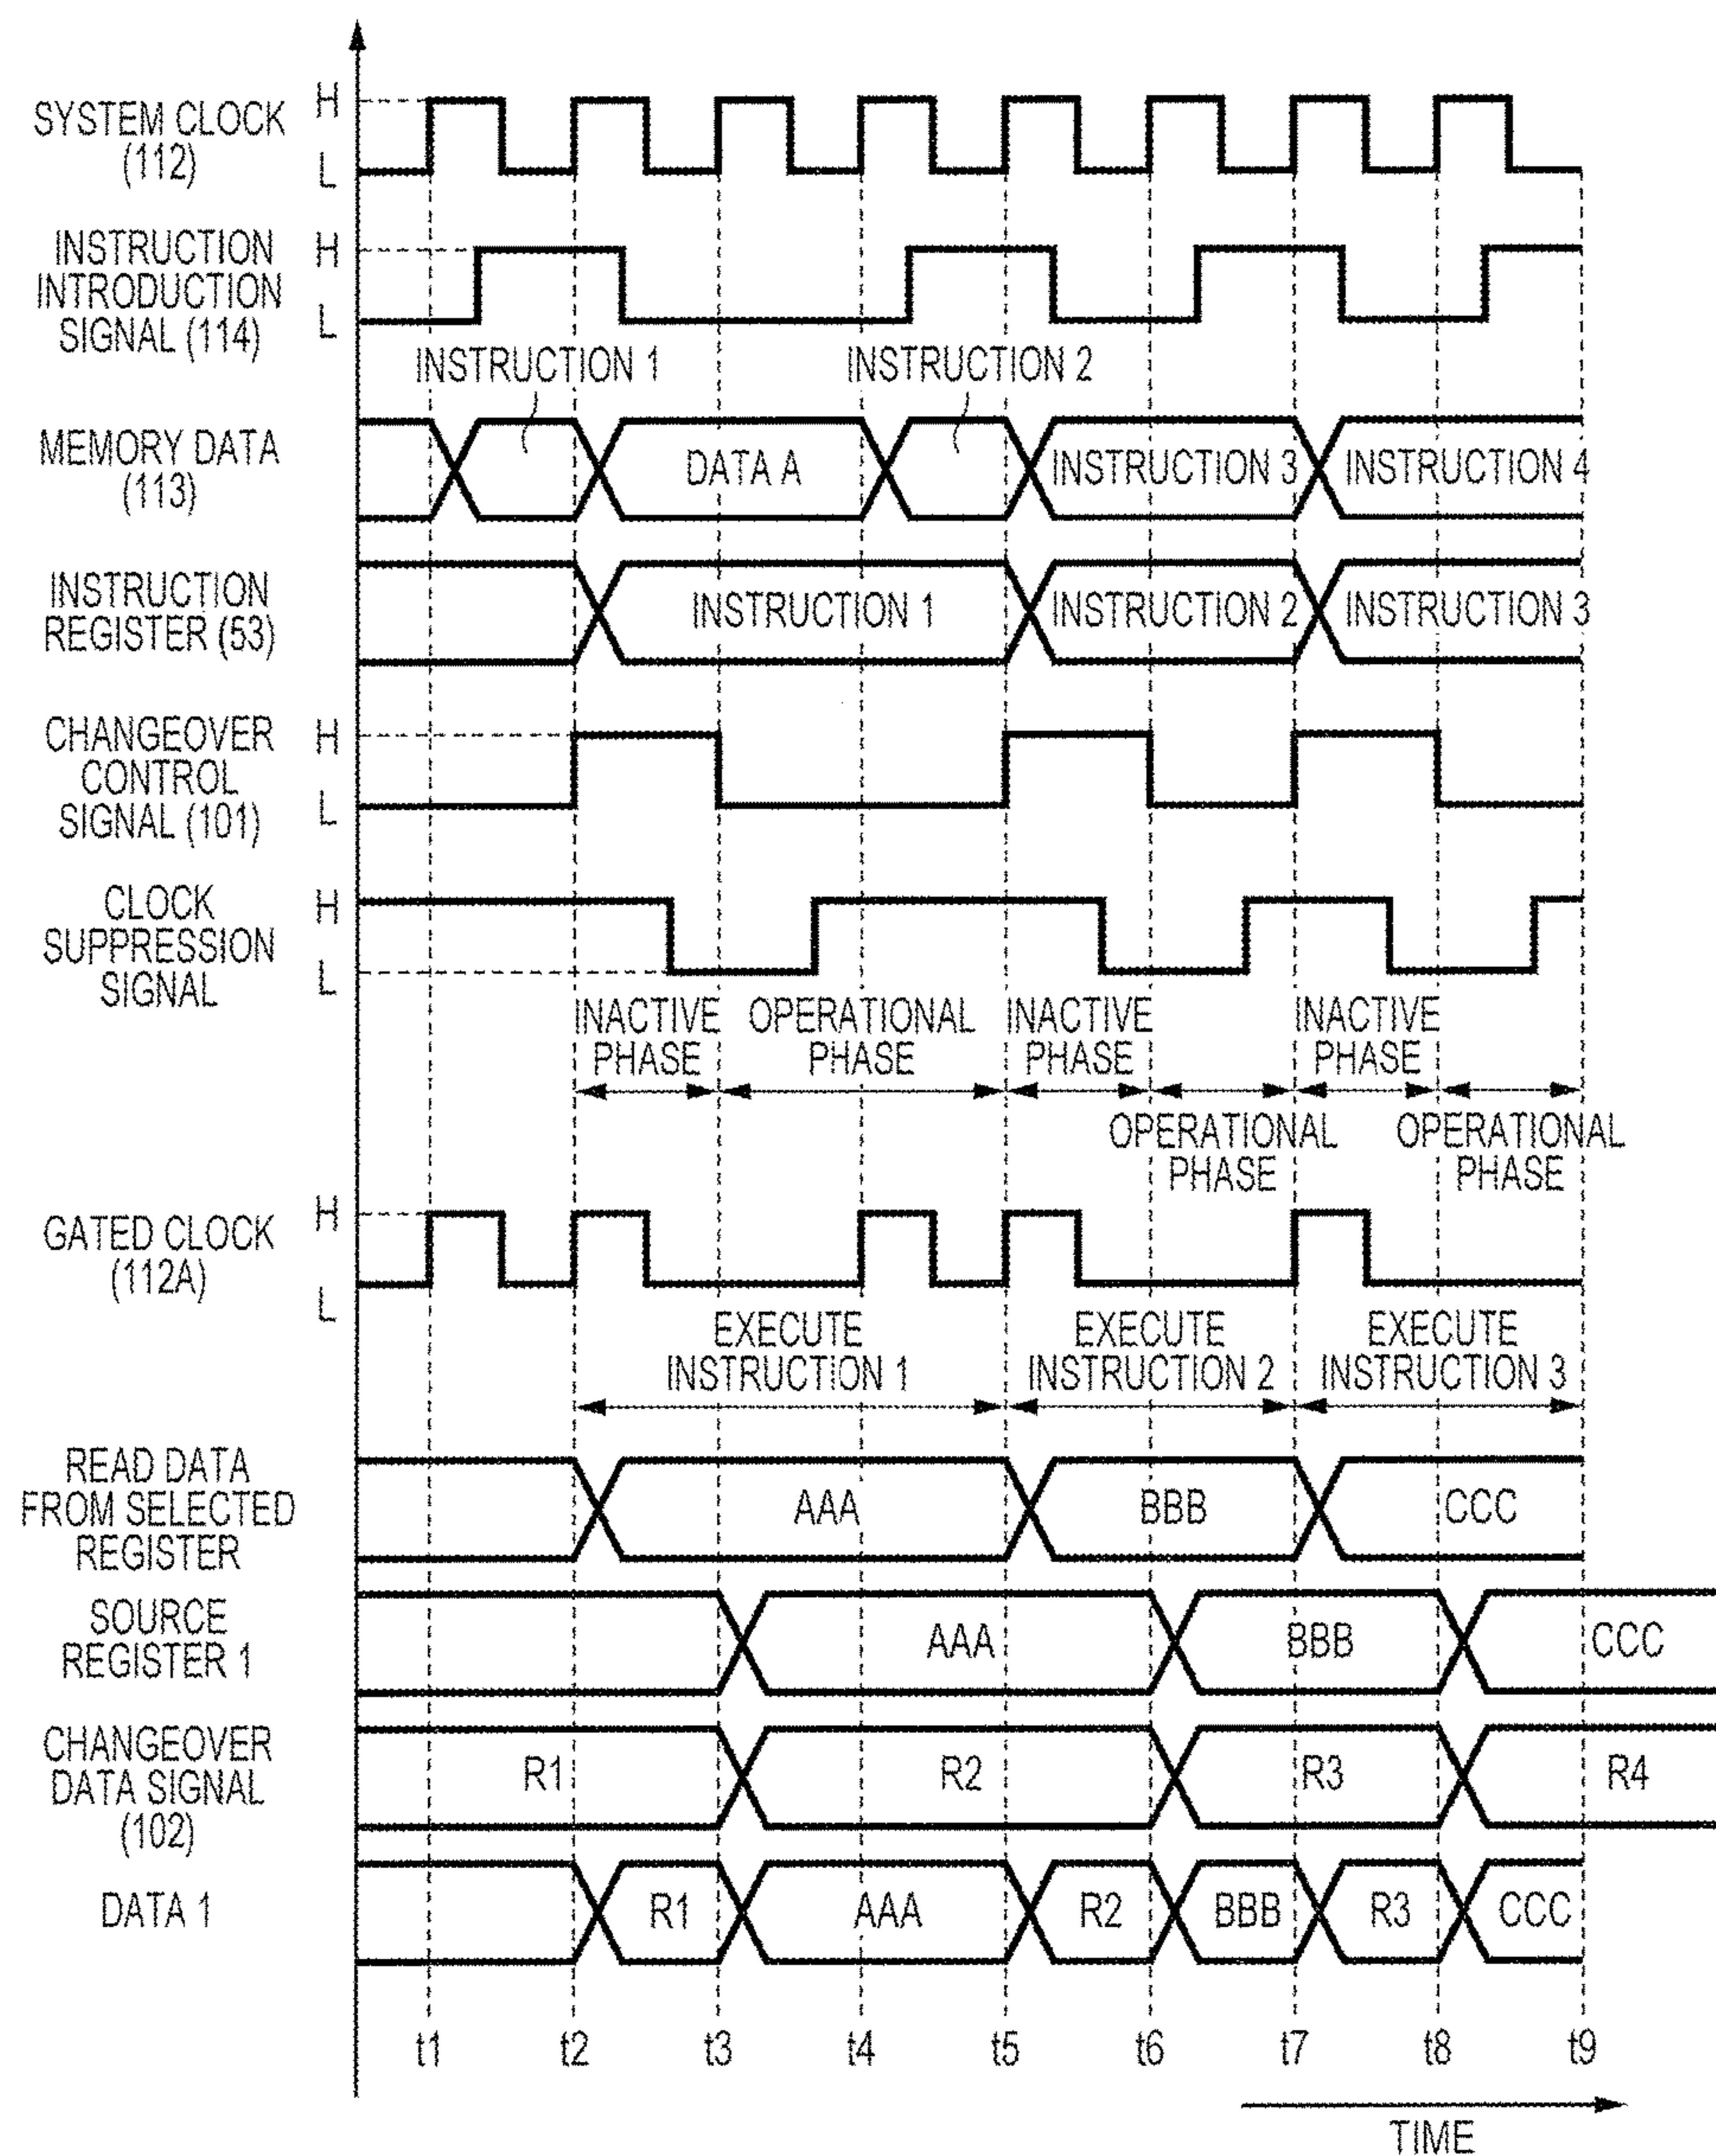 H
SYSTEM CLOCK
(112)
L
INSTRUCTION
INTRODUCTION
SIGNAL (114)
H
L
INSTRUCTION 1
INSTRUCTION 2
MEMORY DATA
(113)
DATA A
INSTRUCTION 3
INSTRUCTION 4
INSTRUCTION
REGISTER (53)
INSTRUCTION 1
INSTRUCTION 2
INSTRUCTION 3
CHANGEOVER
CONTROL
SIGNAL (101)
H
L
CLOCK
SUPPRESSION
SIGNAL
H
L
INACTIVE
PHASE
OPERATIONAL
PHASE
INACTIVE
PHASE
INACTIVE
PHASE
OPERATIONAL
PHASE
OPERATIONAL
PHASE
GATED CLOCK
(112A)
H
L
EXECUTE
INSTRUCTION 1
EXECUTE
INSTRUCTION 2
EXECUTE
INSTRUCTION 3
READ DATA
FROM SELECTED
REGISTER
AAA
BBB
CCC
SOURCE
REGISTER 1
AAA
BBB
CCC
CHANGEOVER
DATA SIGNAL
(102)
R1
R2
R3
R4
DATA 1
R1
AAA
R2
BBB
R3
CCC
t1 t2 t3 t4 t5 t6 t7 t8 t9
TIME